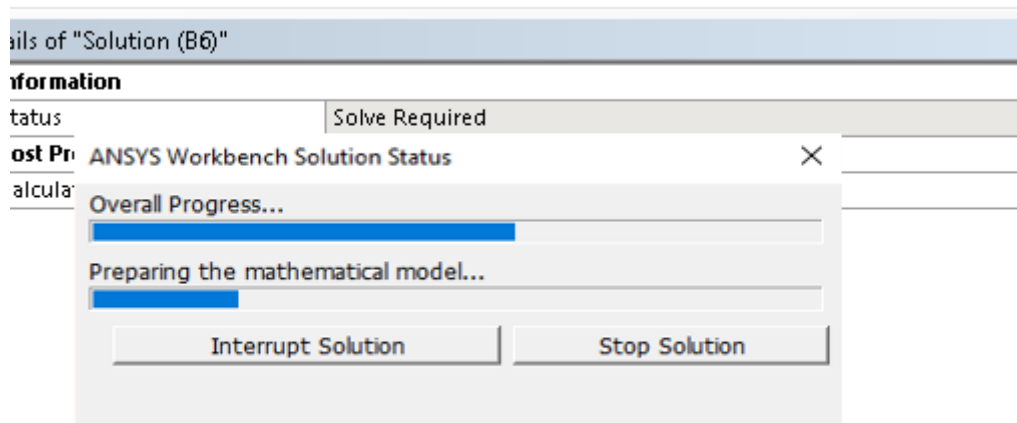 ails of "Solution (B6)"
nformation
tatus Solve Required
ost Pr
alcula
ANSYS Workbench Solution Status
Overall Progress...
Preparing the mathematical model...
Interrupt Solution Stop Solution